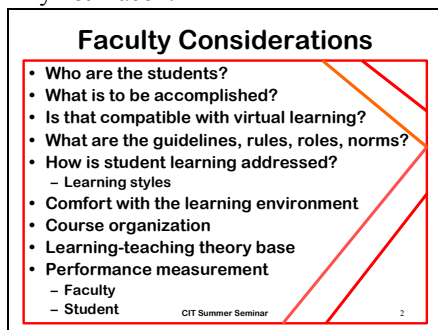 Faculty Considerations
• Who are the students?
• What is to be accomplished?
• Is that compatible with virtual learning?
• What are the guidelines, rules, roles, norms?
• How is student learning addressed?
– Learning styles
• Comfort with the learning environment
• Course organization
• Learning-teaching theory base
• Performance measurement
– Faculty
– Student
CIT Summer Seminar 2